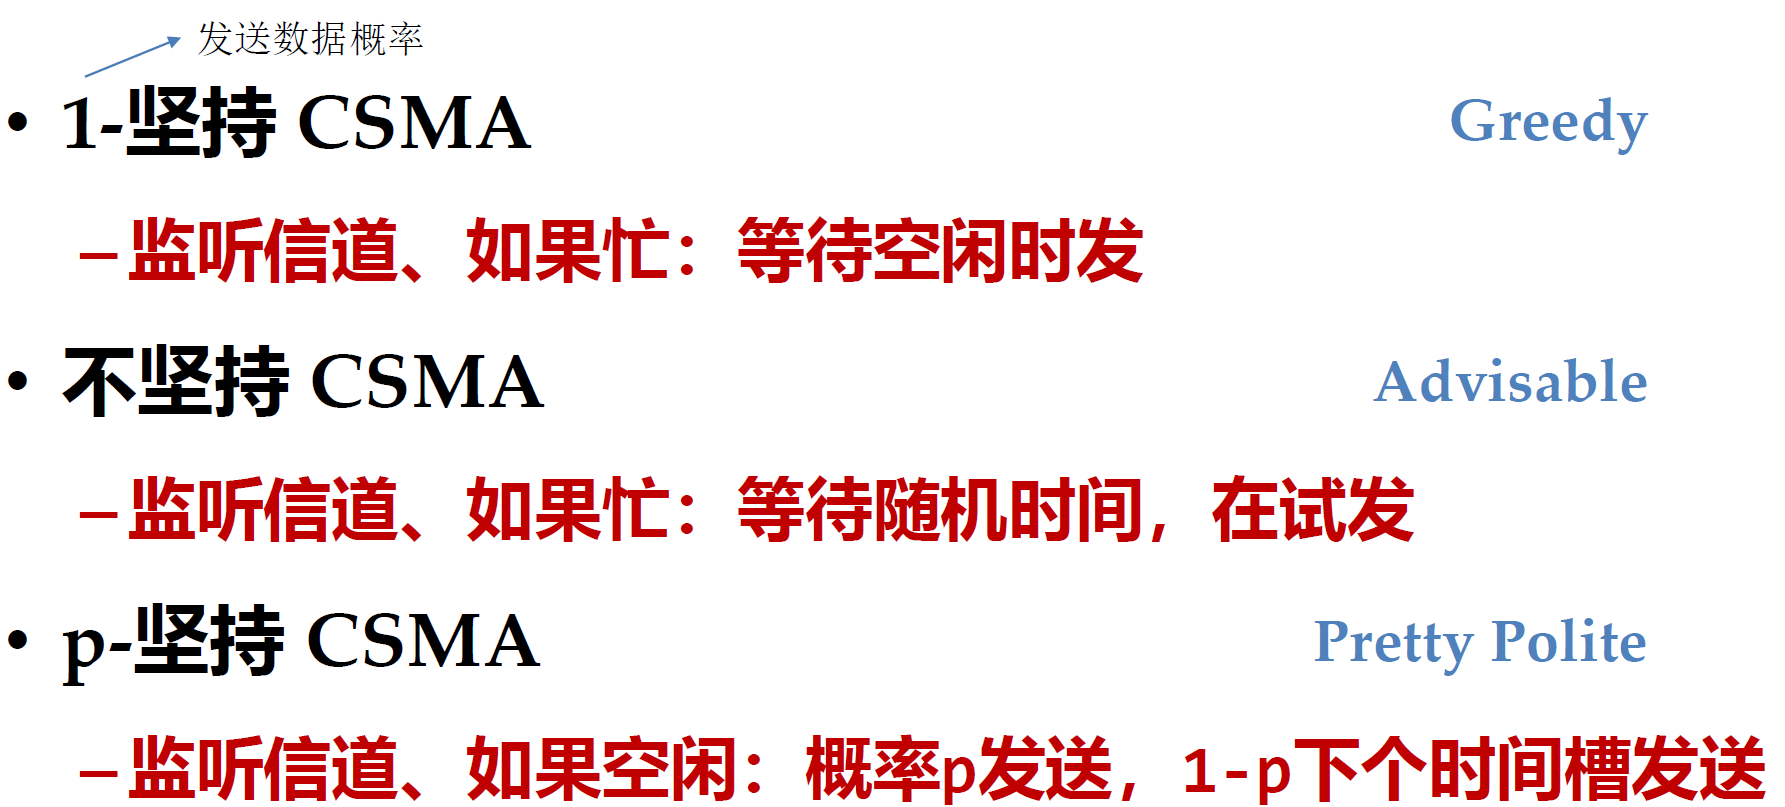 发送数据概率
• 1-坚持 CSMA Greedy
–监听信道、如果忙：等待空闲时发
• 不坚持 CSMA Advisable
–监听信道、如果忙：等待随机时间，在试发
• p-坚持 CSMA Pretty Polite
–监听信道、如果空闲：概率p发送，1-p下个时间槽发送